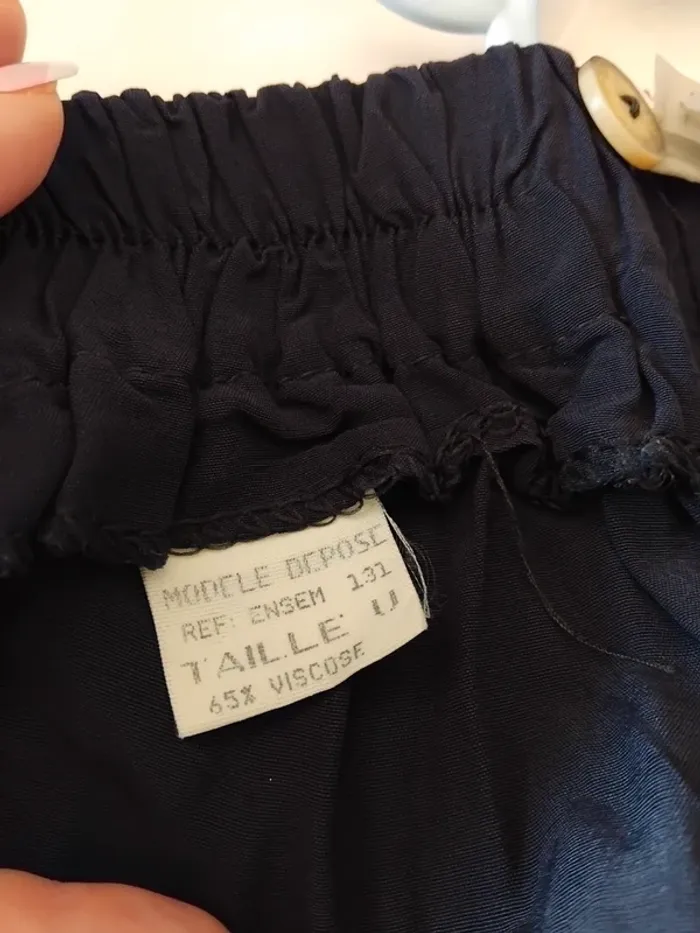 MODELE DEPOSE
REF: ENSEM 131
TAILLE U
65% VISCOSE